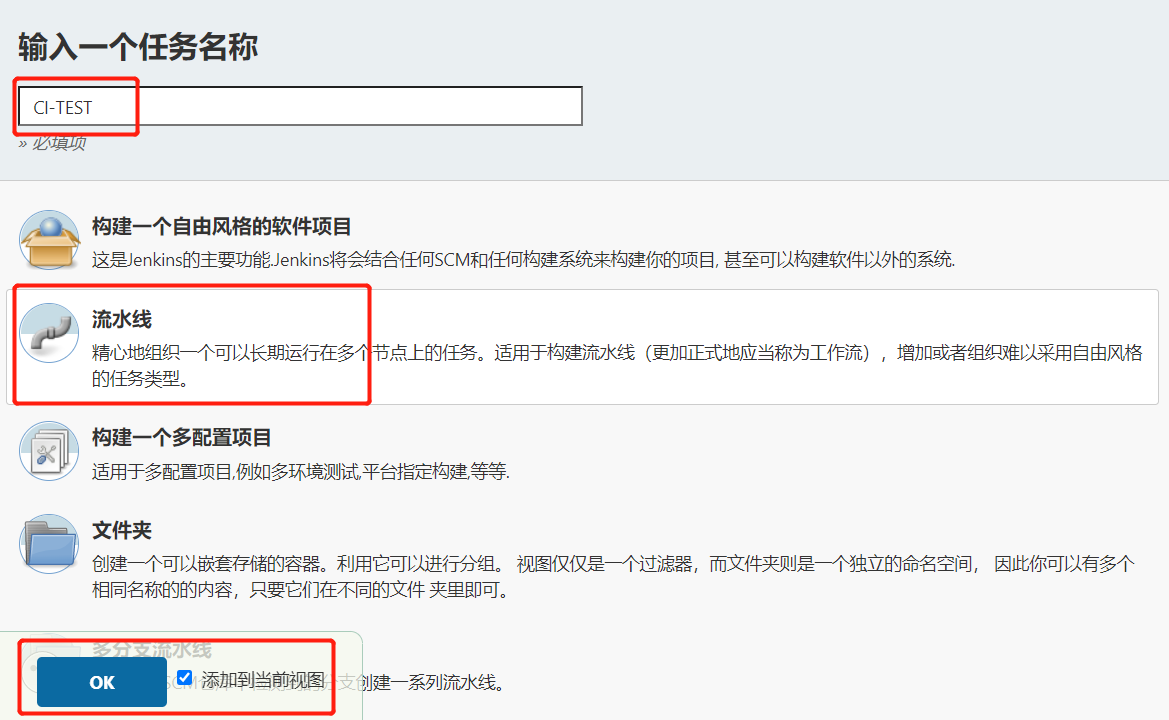 输入一个任务名称
CI-TEST
» 必填项
构建一个自由风格的软件项目
这是Jenkins的主要功能.Jenkins将会结合任何SCM和任何构建系统来构建你的项目, 甚至可以构建软件以外的系统.
流水线
精心地组织一个可以长期运行在多个节点上的任务。适用于构建流水线（更加正式地应当称为工作流），增加或者组织难以采用自由风格
的任务类型。
构建一个多配置项目
适用于多配置项目,例如多环境测试,平台指定构建,等等.
文件夹
创建一个可以嵌套存储的容器。利用它可以进行分组。 视图仅仅是一个过滤器，而文件夹则是一个独立的命名空间， 因此你可以有多个
相同名称的的内容，只要它们在不同的文件 夹里即可。
多分支流水线
OK 添加到当前视图
SCM 分支创建一系列流水线。